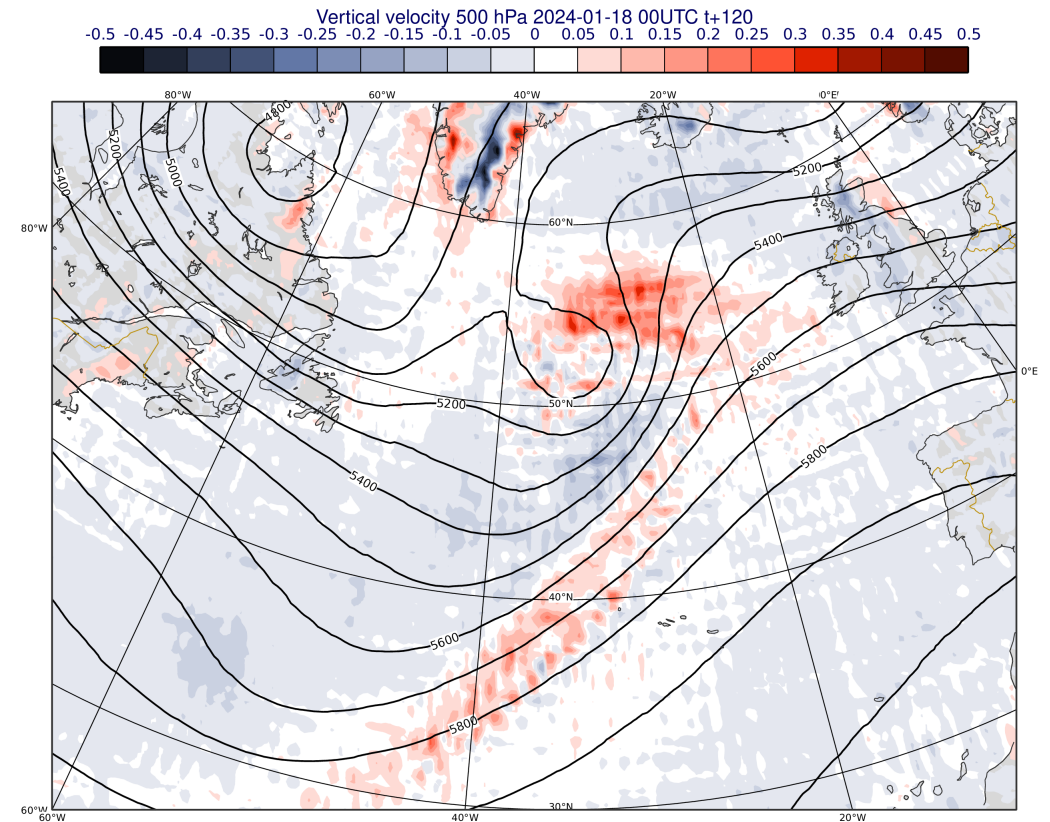 Vertical velocity 500 hPa 2024-01-18 00UTC t+120
-0.5 -0.45 -0.4 -0.35 -0.3 -0.25 -0.2 -0.15 -0.1 -0.05 0 0.05 0.1 0.15 0.2 0.25 0.3 0.35 0.4 0.45 0.5
80°W 60°W 40°W 20°W 0°E
4800
5200
5000
5200
5400
60°N
80°W
5400
5600
0°E
5200
50°N
5800
5400
40°N
5600
5800
30°N
60°W
60°W 40°W 20°W